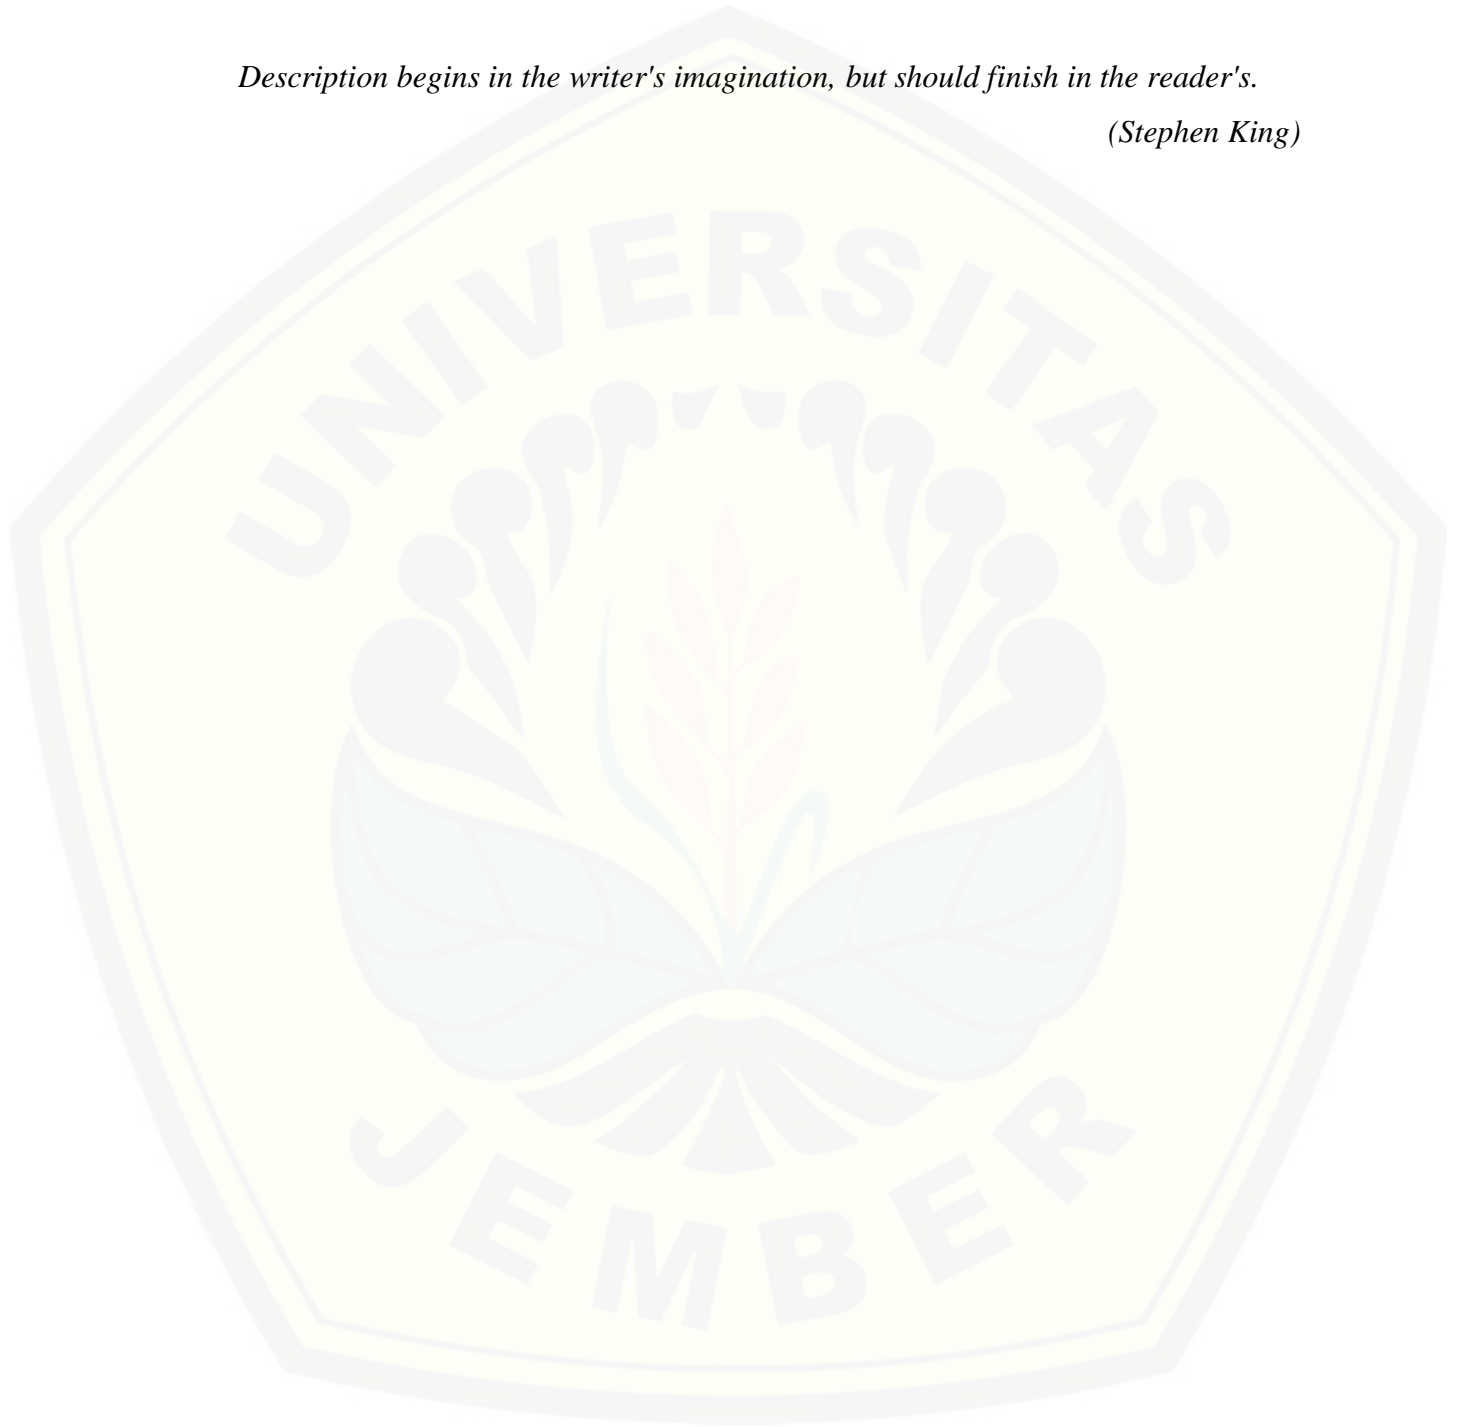 Description begins in the writer's imagination, but should finish in the reader's.
(Stephen King)
UNIVERSITAS
JEMBER